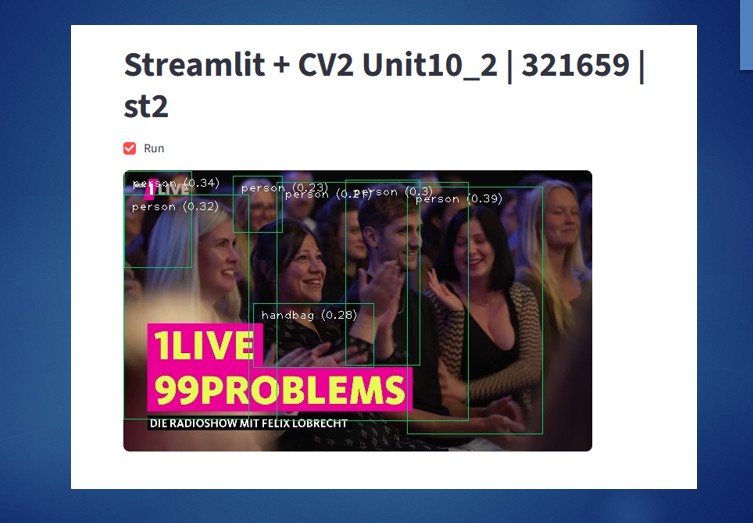 Streamlit + CV2 Unit10_2 | 321659 |
st2
Run
person (0.34)
1LIVE
person (0.23)
person (0.21)
person (0.3)
person (0.39)
person (0.32)
handbag (0.28)
1LIVE
99PROBLEMS
DIE RADIOSHOW MIT FELIX LOBRECHT